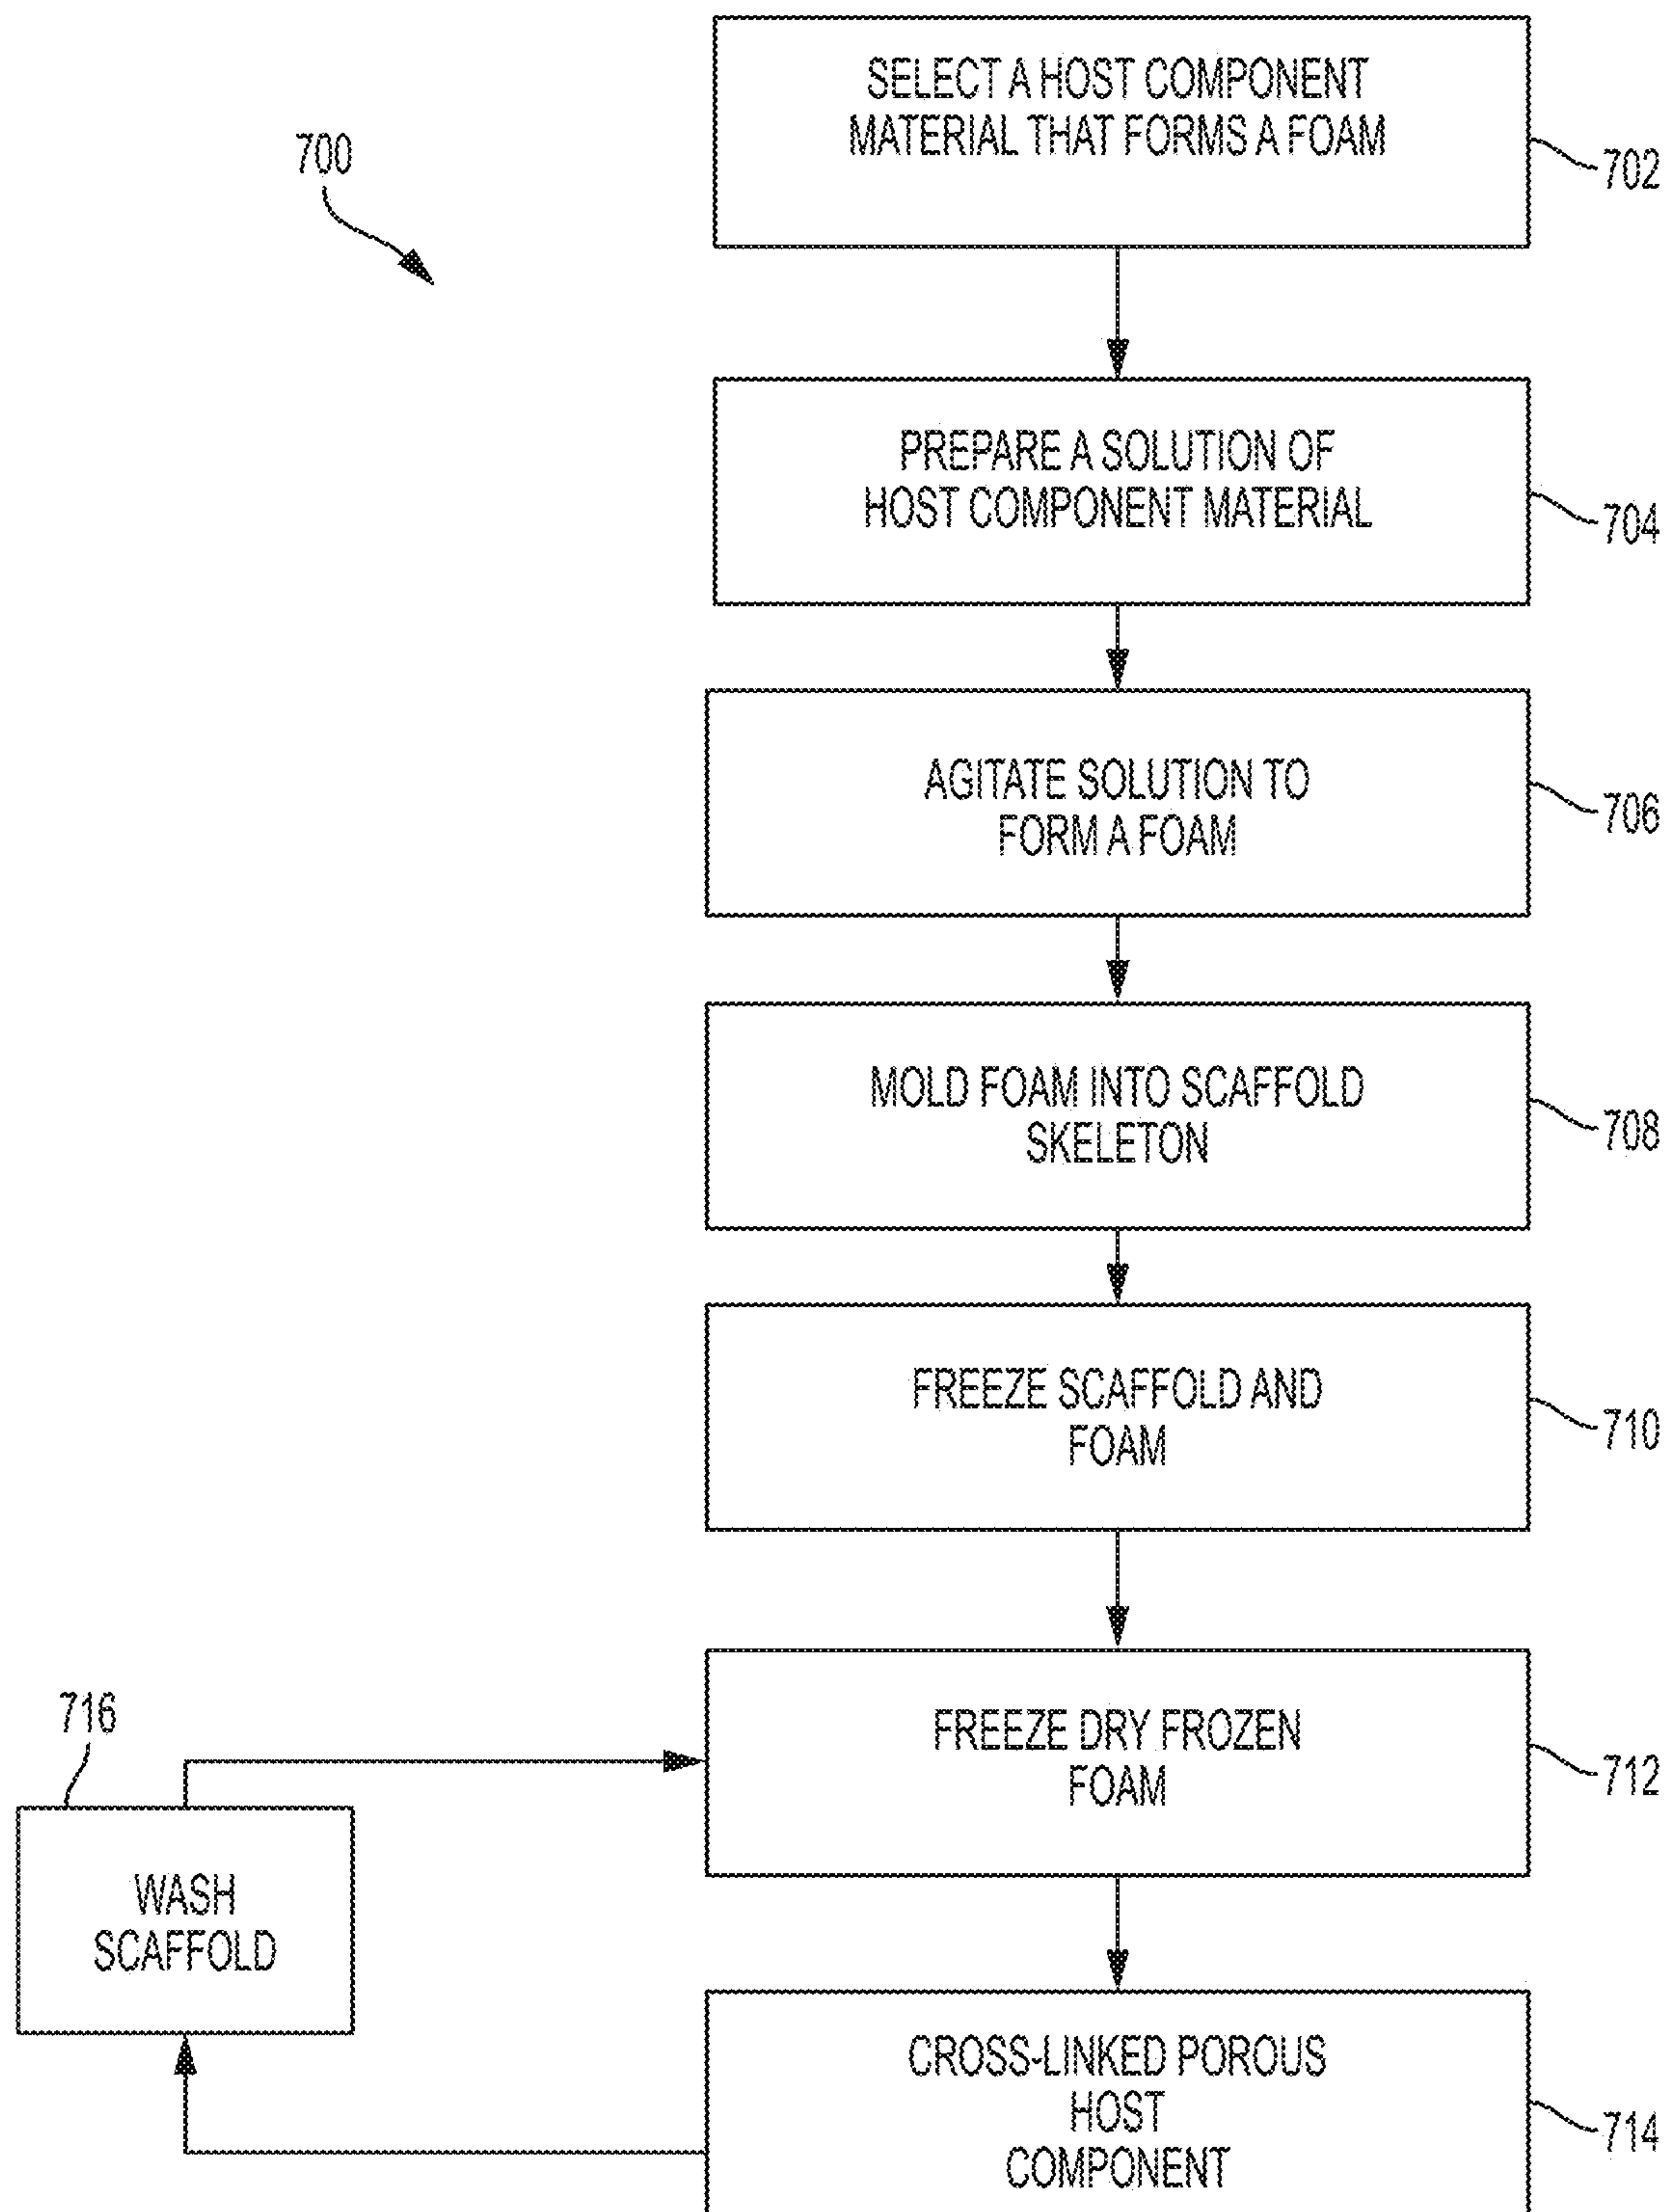 700
SELECT A HOST COMPONENT
MATERIAL THAT FORMS A FOAM
702
PREPARE A SOLUTION OF
HOST COMPONENT MATERIAL
704
AGITATE SOLUTION TO
FORM A FOAM
706
MOLD FOAM INTO SCAFFOLD
SKELETON
708
FREEZE SCAFFOLD AND
FOAM
710
FREEZE DRY FROZEN
FOAM
712
716
WASH
SCAFFOLD
CROSS-LINKED POROUS
HOST
COMPONENT
714